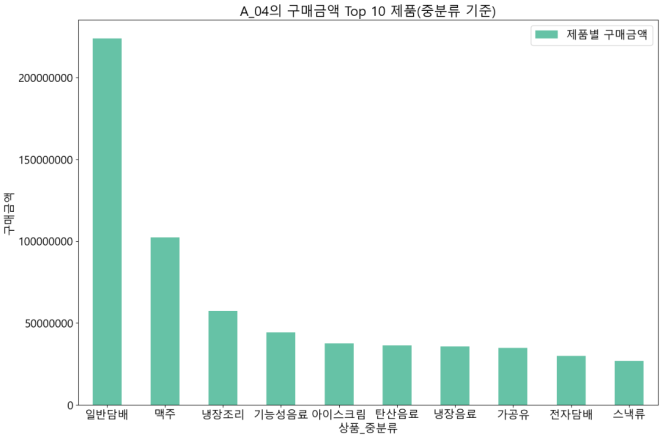 A_04의 구매금액 Top 10 제품(중분류 기준)
제품별 구매금액
구매금액
200000000
150000000
100000000
50000000
0
일반담배 맥주 냉장조리 기능성음료 아이스크림 탄산음료 냉장음료 가공유 전자담배 스낵류
상품_중분류